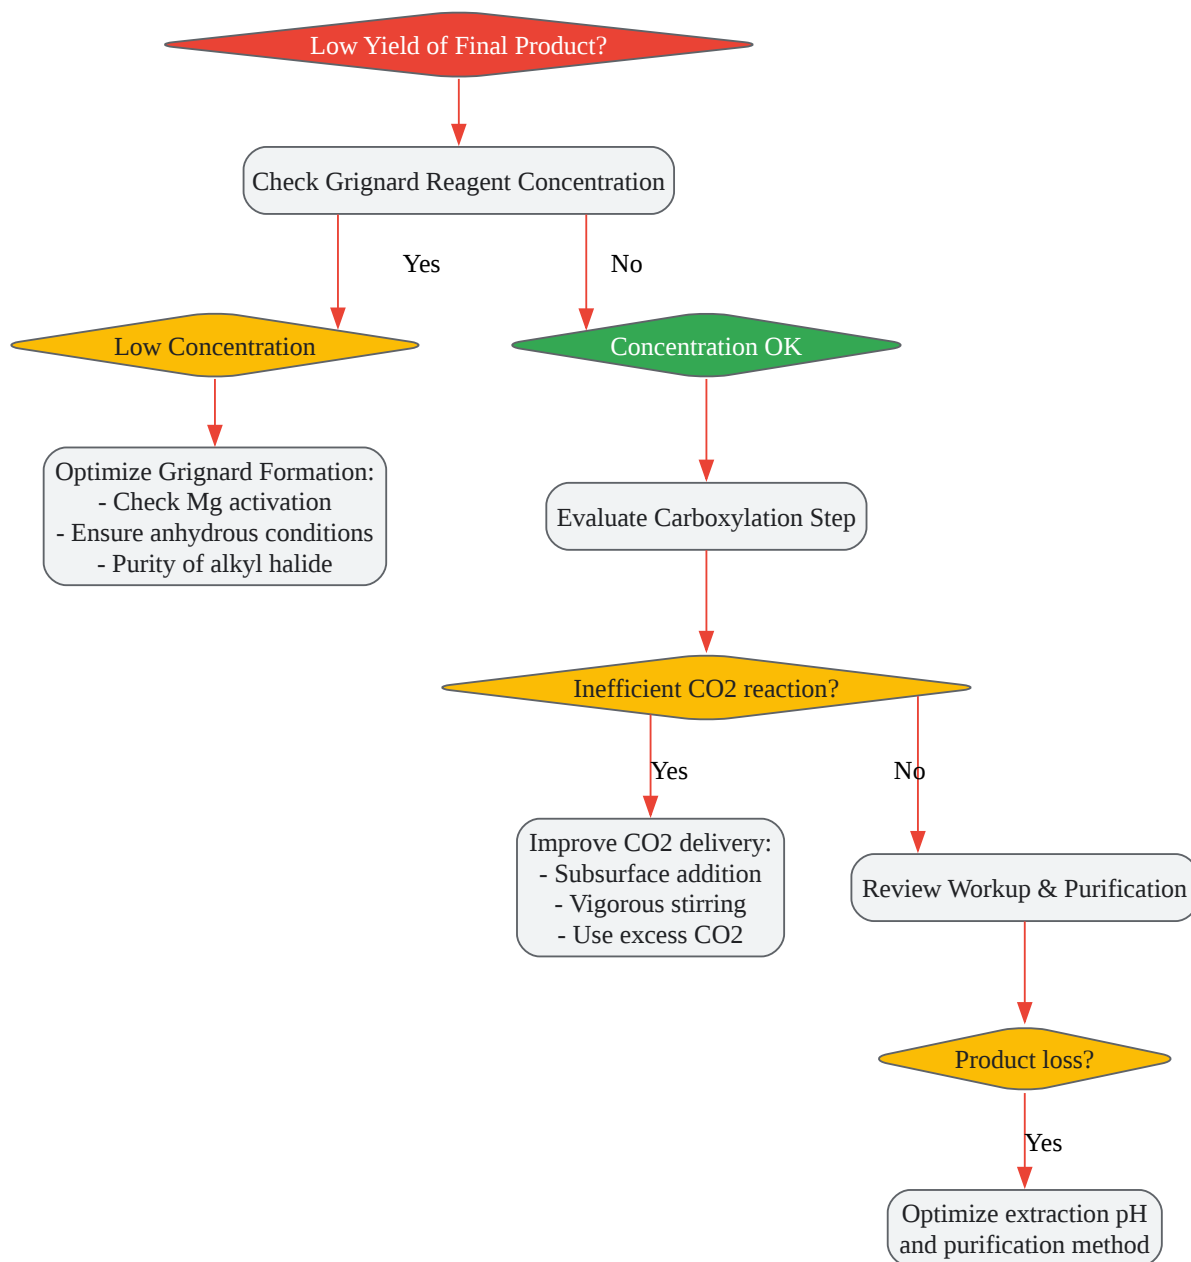 Low Yield of Final Product?
Check Grignard Reagent Concentration
Yes
No
Low Concentration
Concentration OK
Optimize Grignard Formation:
- Check Mg activation
- Ensure anhydrous conditions
- Purity of alkyl halide
Evaluate Carboxylation Step
Inefficient CO2 reaction?
Yes
No
Improve CO2 delivery:
- Subsurface addition
- Vigorous stirring
- Use excess CO2
Review Workup & Purification
Product loss?
Yes
Optimize extraction pH
and purification method